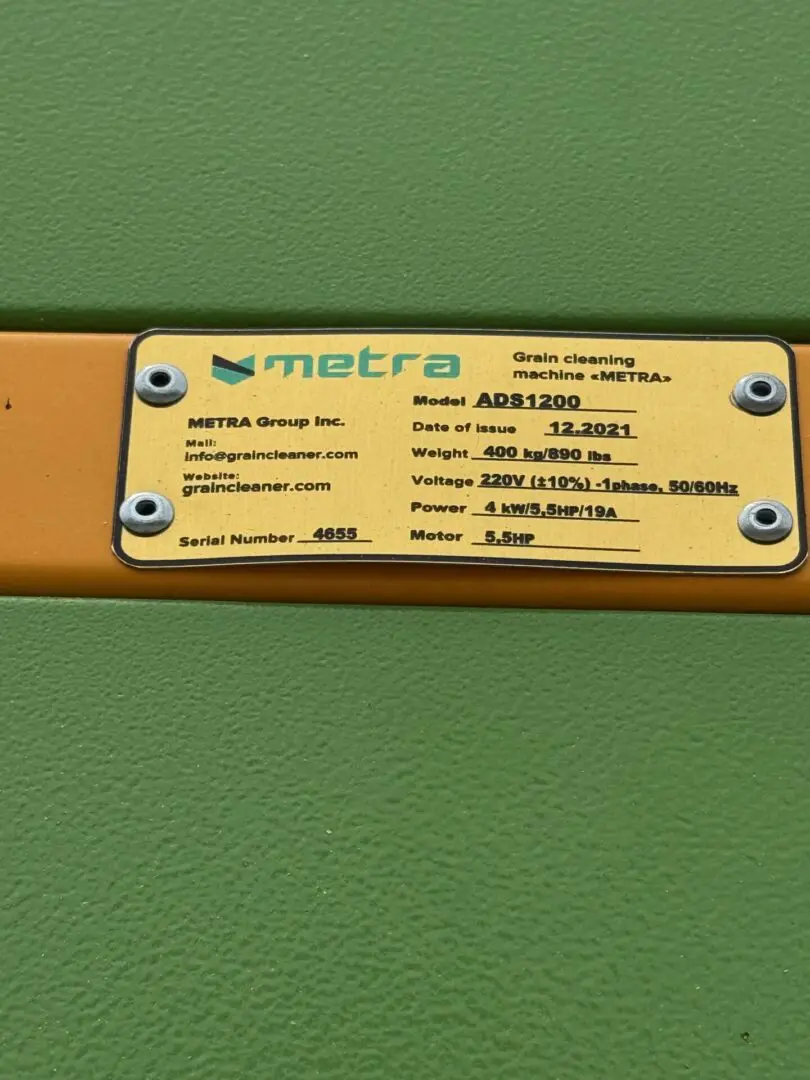 metra
Grain cleaning
machine «METRA»
METRA Group Inc.
Mail:
info@graincleaner.com
Website:
graincleaner.com
Serial Number 4655
Model ADS1200
Date of issue 12.2021
Weight 400 kg/890 lbs
Voltage 220V (±10%) -1phase, 50/60Hz
Power 4 kW/5,5HP/19A
Motor 5,5HP